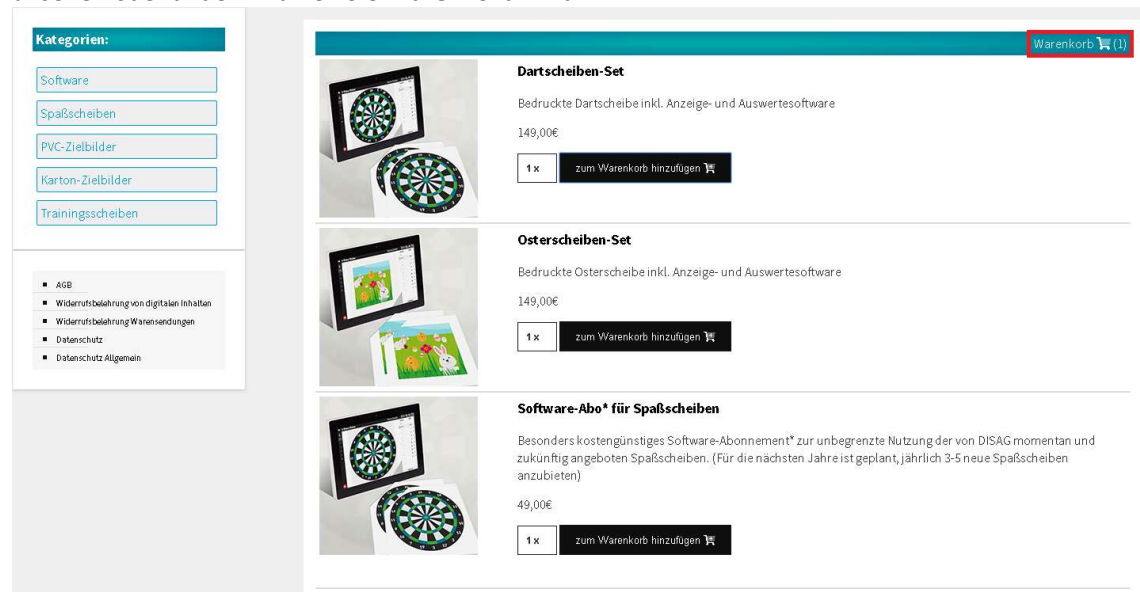 Kategorien:
Software
Spaßscheiben
PVC-Zielbilder
Karton-Zielbilder
Trainingsscheiben
AGB
Widerrufsbelehrung von digitalen Inhalten
Widerrufsbelehrung Warensendungen
Datenschutz
Datenschutz Allgemein
Warenkorb (1)
Dartscheiben-Set
Bedruckte Dartscheibe inkl. Anzeige- und Auswertesoftware
149,00€
1 x zum Warenkorb hinzufügen
Osterscheiben-Set
Bedruckte Osterscheibe inkl. Anzeige- und Auswertesoftware
149,00€
1 x zum Warenkorb hinzufügen
Software-Abo* für Spaßscheiben
Besonders kostengünstiges Software-Abonnement* zur unbegrenzte Nutzung der von DISAG momentan und
zukünftig angeboten Spaßscheiben. (Für die nächsten Jahre ist geplant, jährlich 3-5 neue Spaßscheiben
anzubieten)
49,00€
1 x zum Warenkorb hinzufügen